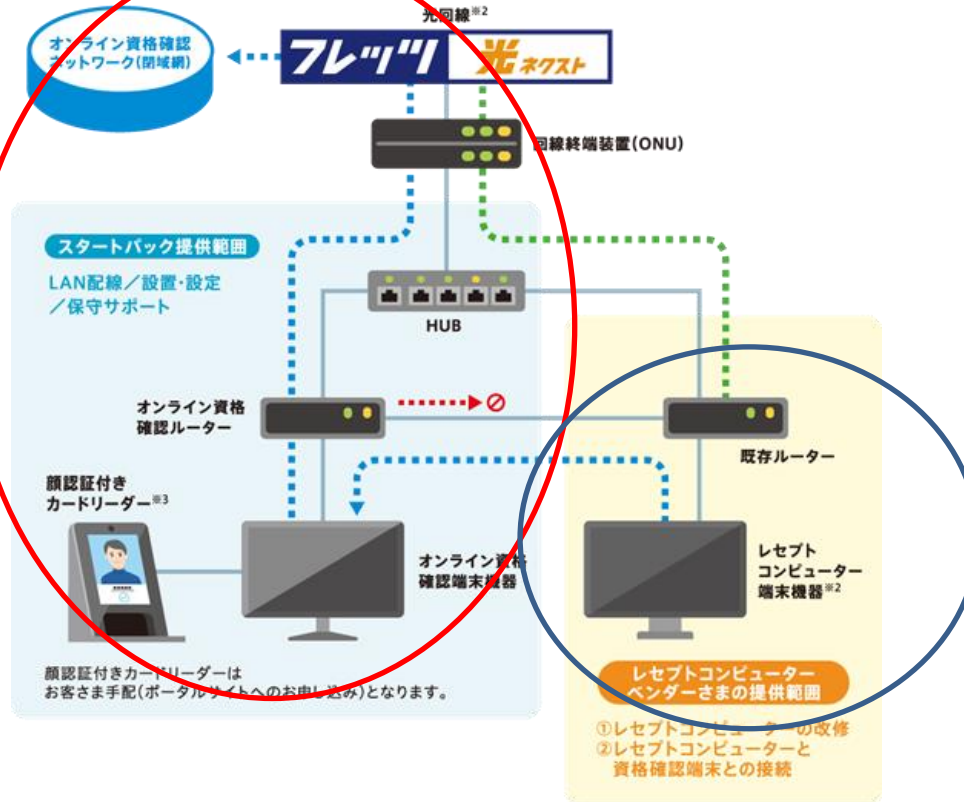 光回線※2
オンライン資格確認
ネットワーク(閉域網)
フレッツ 光ネクスト
回線終端装置(ONU)
スタートパック提供範囲
LAN配線／設置・設定
／保守サポート
HUB
オンライン資格
確認ルーター
既存ルーター
顔認証付き
カードリーダー※3
オンライン資格
確認端末機器
レセプト
コンピューター
端末機器※2
顔認証付きカードリーダーは
お客さま手配(ポータルサイトへのお申し込み)となります。
レセプトコンピューター
ベンダーさまの提供範囲
①レセプトコンピューターの改修
②レセプトコンピューターと
資格確認端末との接続